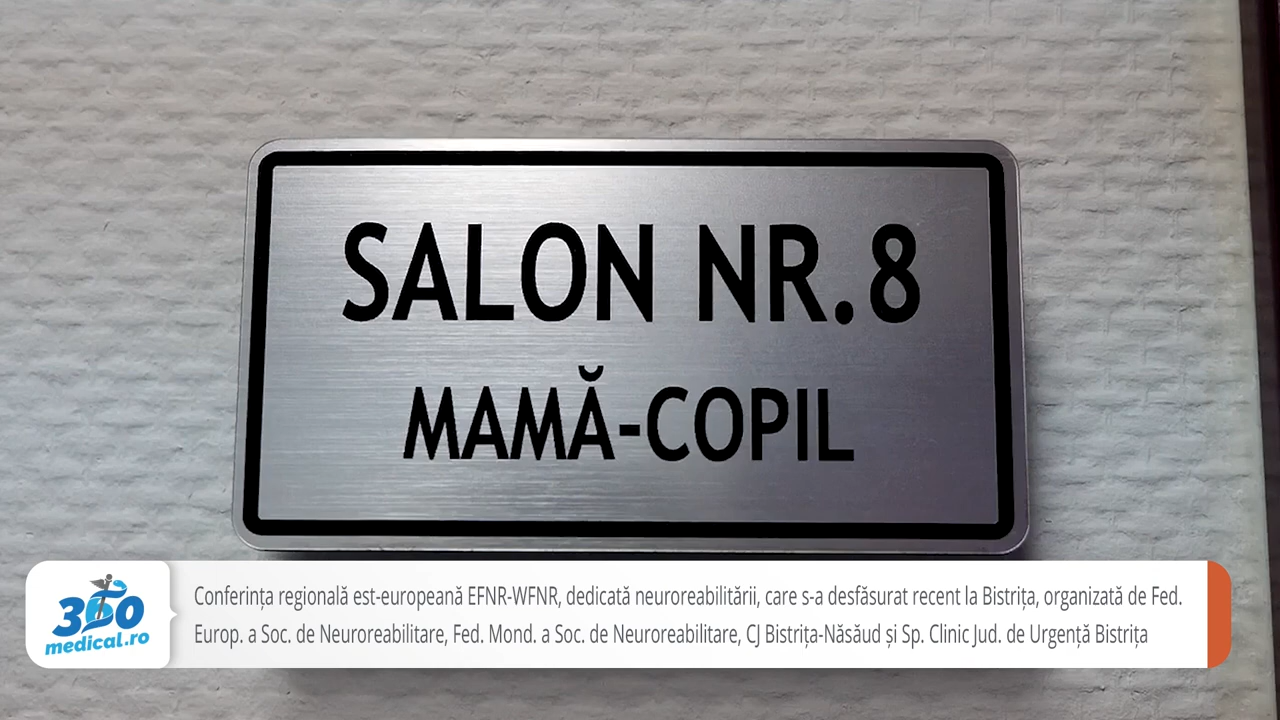 SALON NR.8
MAMĂ-COPIL
360
medical.ro
Conferința regională est-europeană EFNR-WFNR, dedicată neuroreabilitării, care s-a desfăsurat recent la Bistrița, organizată de Fed.
Europ. a Soc. de Neuroreabilitare, Fed. Mond. a Soc. de Neuroreabilitare, CJ Bistrița-Năsăud și Sp. Clinic Jud. de Urgență Bistrița